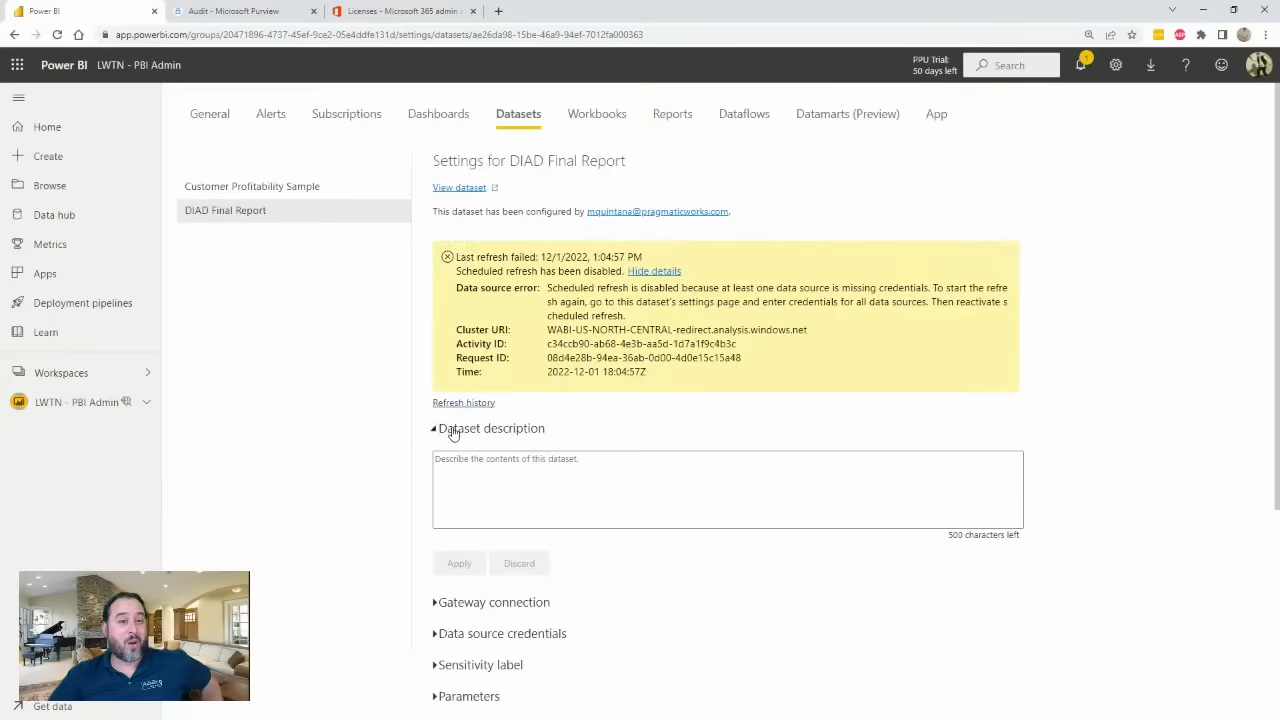 Power BI
Audit - Microsoft Purview
Licenses - Microsoft 365 admin
app.powerbi.com/groups/20471896-4737-45ef-9ce2-05e4ddfe131d/settings/datasets/ae26da98-15be-46a9-94ef-7012fa000363
Power BI LWTN - PBI Admin
PPU Trial:
50 days left
Search
1
General Alerts Subscriptions Dashboards Datasets Workbooks Reports Dataflows Datamarts (Preview) App
Home
Create
Browse
Data hub
Metrics
Apps
Deployment pipelines
Learn
Workspaces
LWTN - PBI Admin
Get data
Customer Profitability Sample
DIAD Final Report
Settings for DIAD Final Report
View dataset
This dataset has been configured by mquintana@pragmaticworks.com.
Last refresh failed: 12/1/2022, 1:04:57 PM
Scheduled refresh has been disabled. Hide details
Data source error: Scheduled refresh is disabled because at least one data source is missing credentials. To start the refre
sh again, go to this dataset's settings page and enter credentials for all data sources. Then reactivate s
cheduled refresh.
Cluster URI: WABI-US-NORTH-CENTRAL-redirect.analysis.windows.net
Activity ID: c34ccb90-ab68-4e3b-aa5d-1d7a1f9c4b3c
Request ID: 08d4e28b-94ea-36ab-0d00-4d0e15c15a48
Time: 2022-12-01 18:04:57Z
Refresh history
Dataset description
Describe the contents of this dataset.
500 characters left
Apply Discard
Gateway connection
Data source credentials
Sensitivity label
Parameters